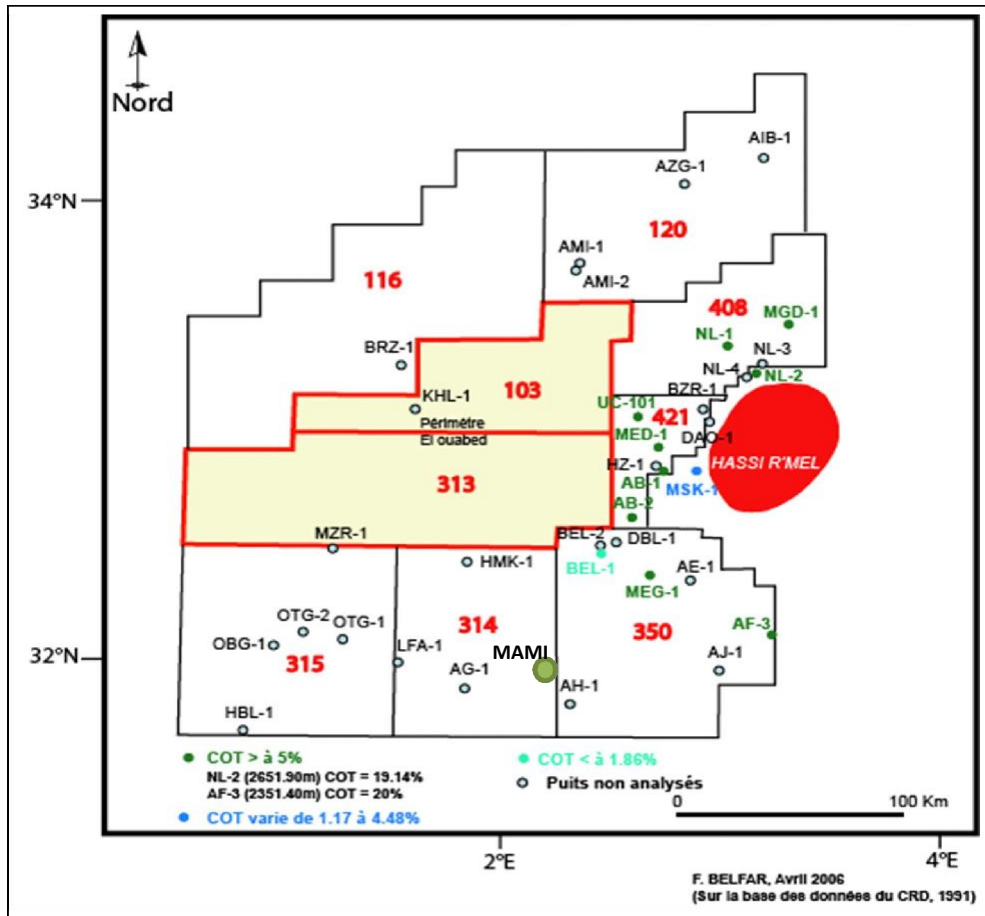 Nord
34°N
32°N
2°E
4°E
AIB-1
AZG-1
120
AMI-1
AMI-2
116
408
MGD-1
NL-1
BRZ-1
NL-3
NL-4
NL-2
103
KHL-1
BZR-1
UC-101
421
Périmètre
El ouabed
MED-1
DAO-1
HZ-1
HASSI R'MEL
313
AB-1
MSK-1
AB-2
MZR-1
BEL-2
DBL-1
HMK-1
BEL-1
AE-1
MEG-1
OTG-2
OTG-1
314
350
AF-3
OBG-1
315
LFA-1
MAMI
AG-1
AJ-1
AH-1
HBL-1
COT > à 5%
NL-2 (2651.90m) COT = 19.14%
AF-3 (2351.40m) COT = 20%
COT varie de 1.17 à 4.48%
COT < à 1.86%
Puits non analysés
0
100 Km
F. BELFAR, Avril 2006
(Sur la base des données du CRD, 1991)